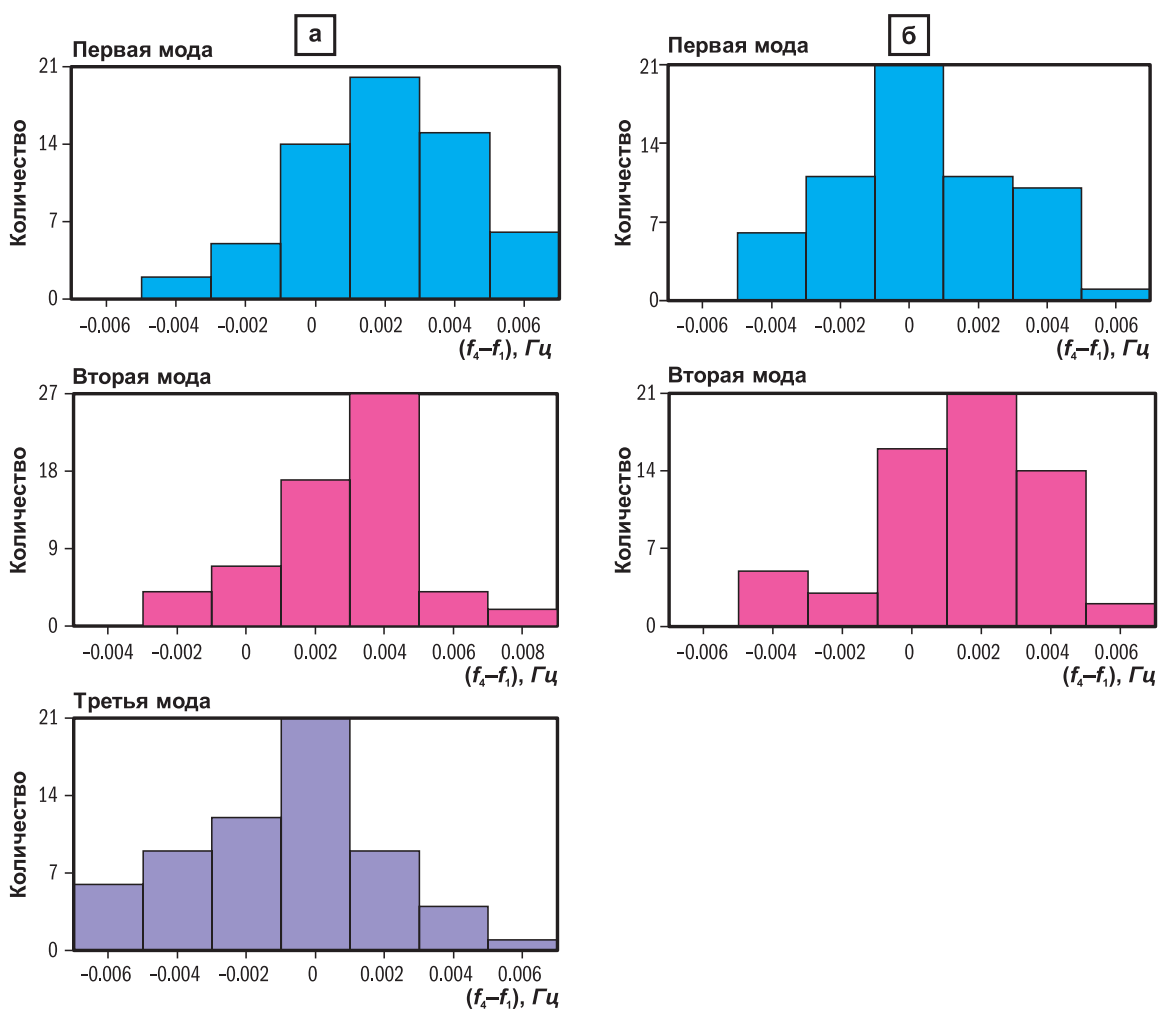 а
Первая мода
Количество
21
14
7
0
−0.006 −0.004 −0.002 0 0.002 0.004 0.006
(f₄–f₁), Гц
Вторая мода
Количество
27
18
9
0
−0.004 −0.002 0 0.002 0.004 0.006 0.008
(f₄–f₁), Гц
Третья мода
Количество
21
14
7
0
−0.006 −0.004 −0.002 0 0.002 0.004 0.006
(f₄–f₁), Гц
б
Первая мода
Количество
21
14
7
0
−0.006 −0.004 −0.002 0 0.002 0.004 0.006
(f₄–f₁), Гц
Вторая мода
Количество
21
14
7
0
−0.006 −0.004 −0.002 0 0.002 0.004 0.006
(f₄–f₁), Гц